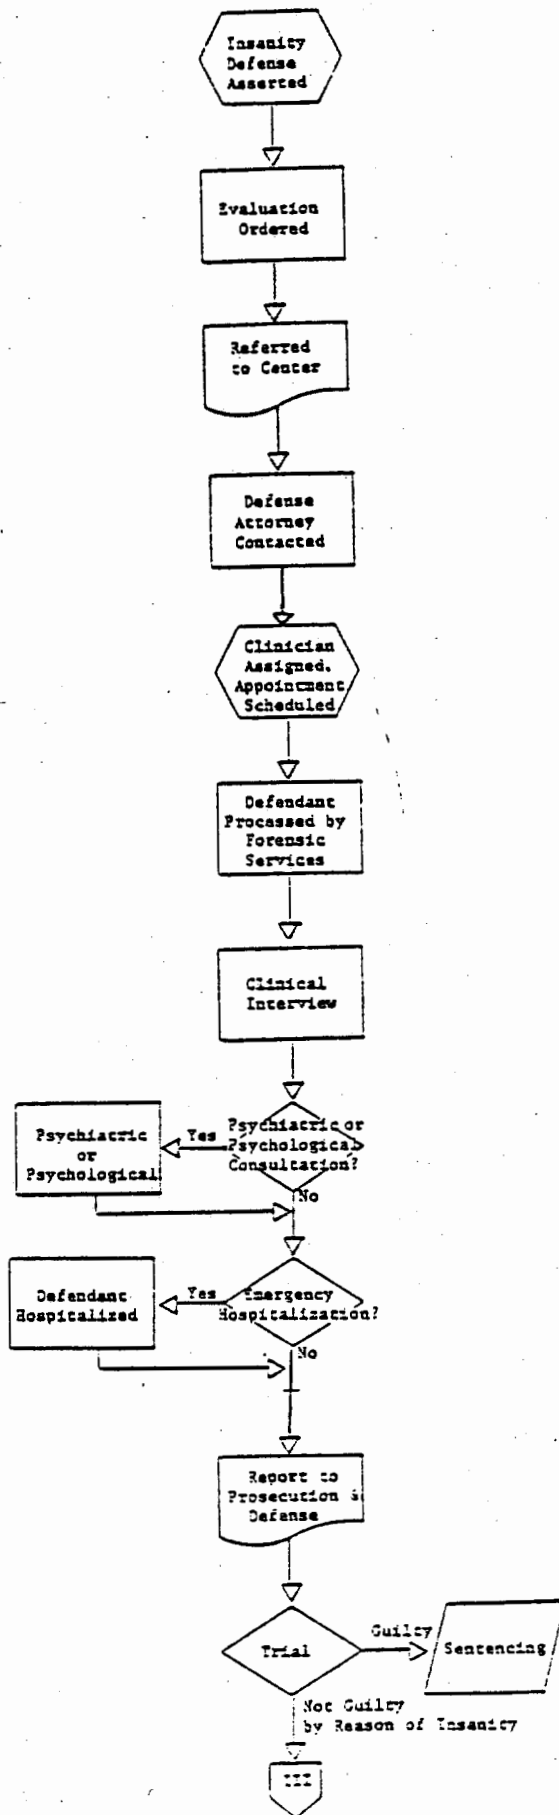 Insanity
Defense
Asserted
Evaluation
Ordered
Referred
to Center
Defense
Attorney
Contacted
Clinician
Assigned.
Appointment
Scheduled
Defendant
Processed by
Forensic
Services
Clinical
Interview
Psychiatric or
Psychological
Consultation?
Yes
Psychiatric
or
Psychological
No
Emergency
Hospitalization?
Yes
Defendant
Hospitalized
No
Report to
Prosecution &
Defense
Trial
Guilty
Sentencing
Not Guilty
by Reason of Insanity
III